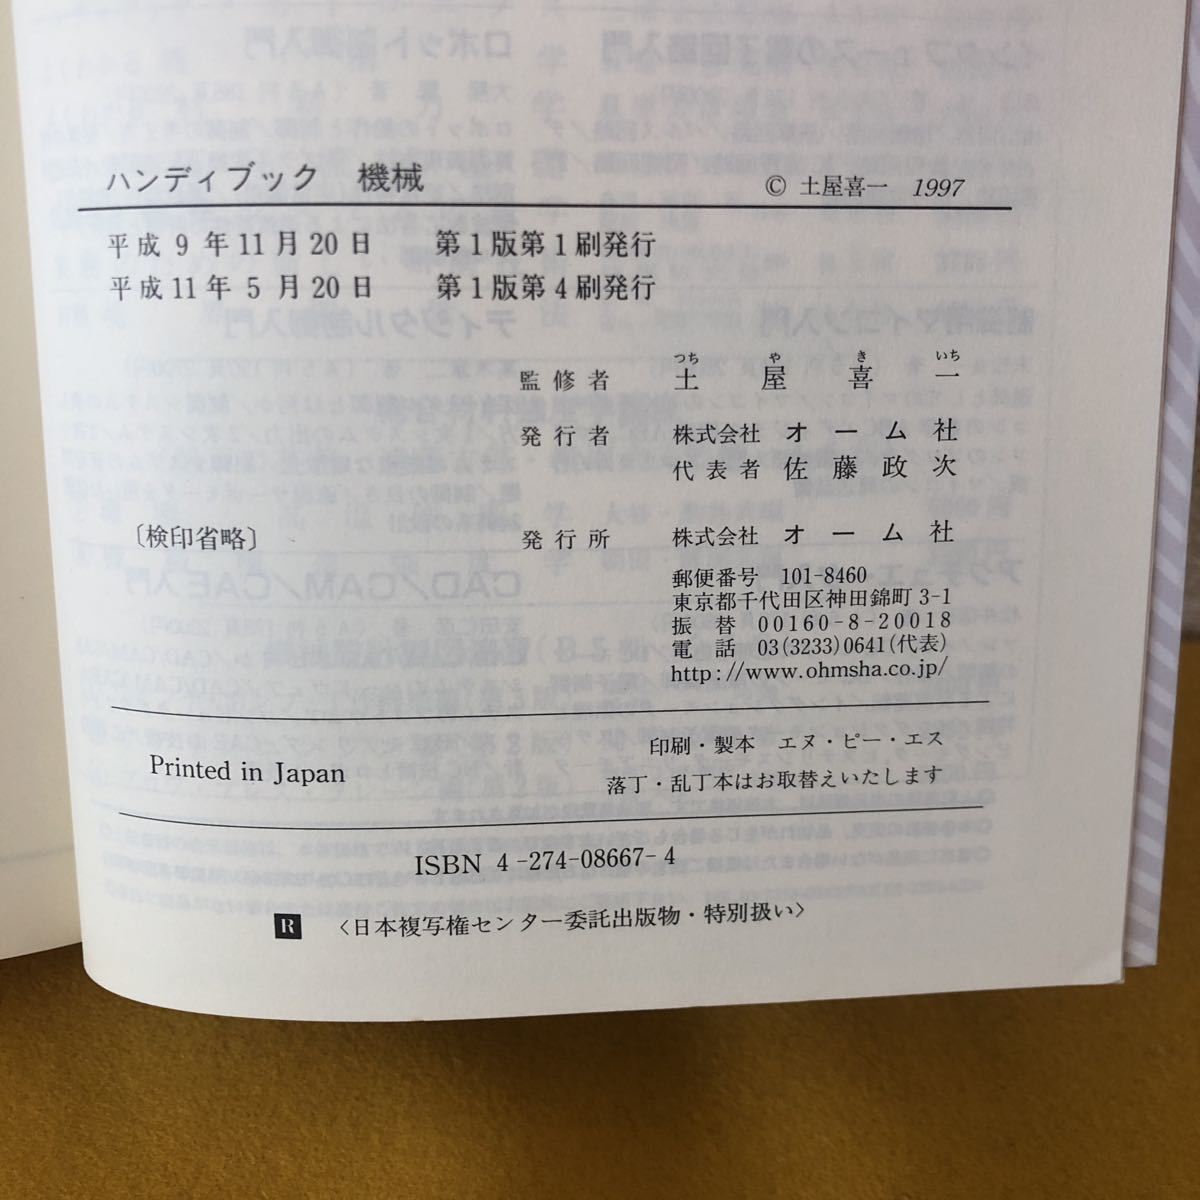 ハンディブック 機械 © 土屋喜一 1997
平成 9 年 11 月 20 日 第 1 版第 1 刷発行
平成 11 年 5 月 20 日 第 1 版第 4 刷発行
つち や き いち
監修者 土屋喜一
発行者 株式会社 オーム社
代表者 佐藤政次
〔検印省略〕 発行所 株式会社 オーム社
郵便番号 101-8460
東京都千代田区神田錦町 3-1
振替 00160-8-20018
電話 03(3233)0641(代表)
http://www.ohmsha.co.jp/
印刷・製本 エヌ・ピー・エス
Printed in Japan
落丁・乱丁本はお取替えいたします
ISBN 4-274-08667-4
R 〈日本複写権センター委託出版物・特別扱い〉